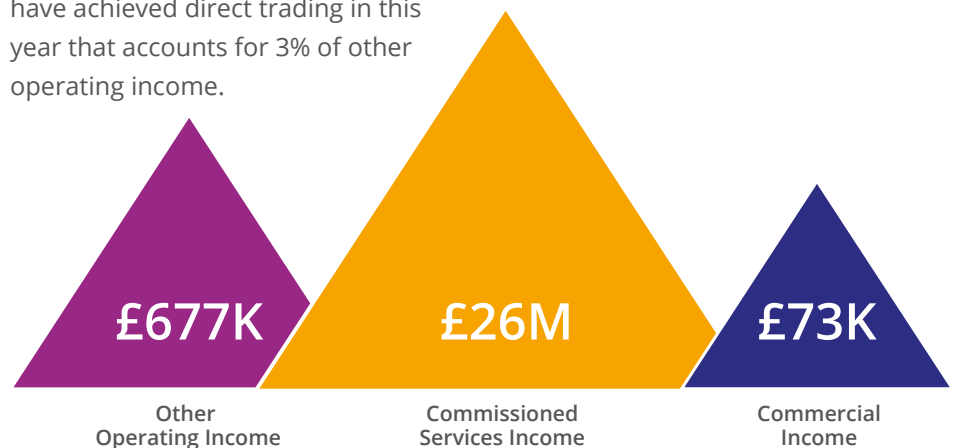 have achieved direct trading in this
year that accounts for 3% of other
operating income.
£677K
£26M
£73K
Other
Operating Income
Commissioned
Services Income
Commercial
Income